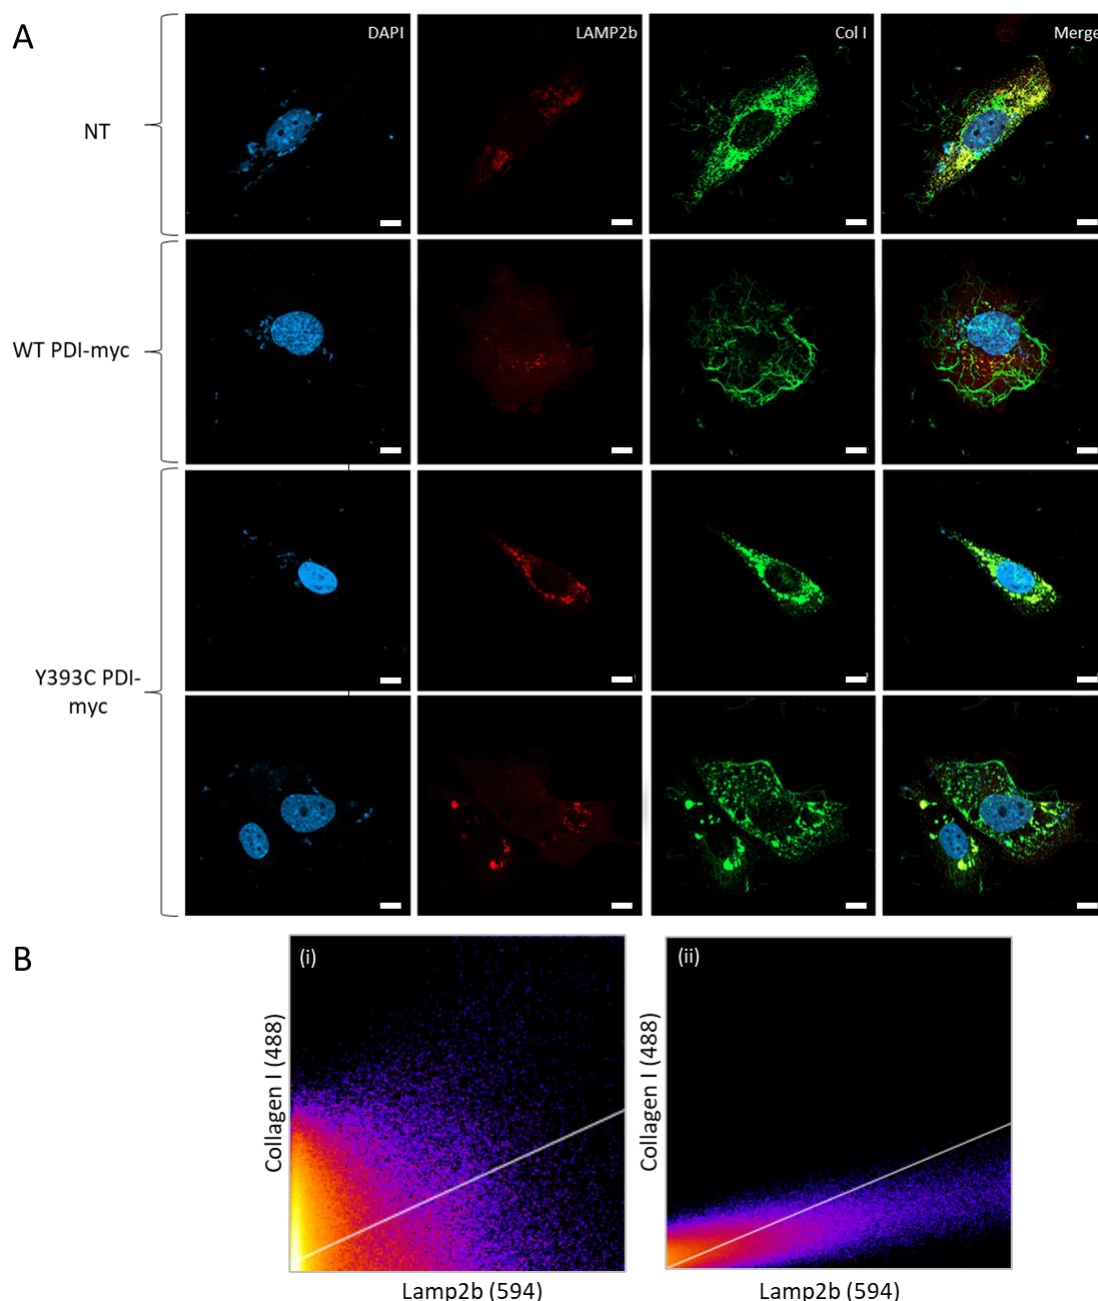 A
DAPI
LAMP2b
Col I
Merge
NT
WT PDI-myc
Y393C PDI-
myc
B
(i)
Collagen I (488)
Lamp2b (594)
(ii)
Collagen I (488)
Lamp2b (594)